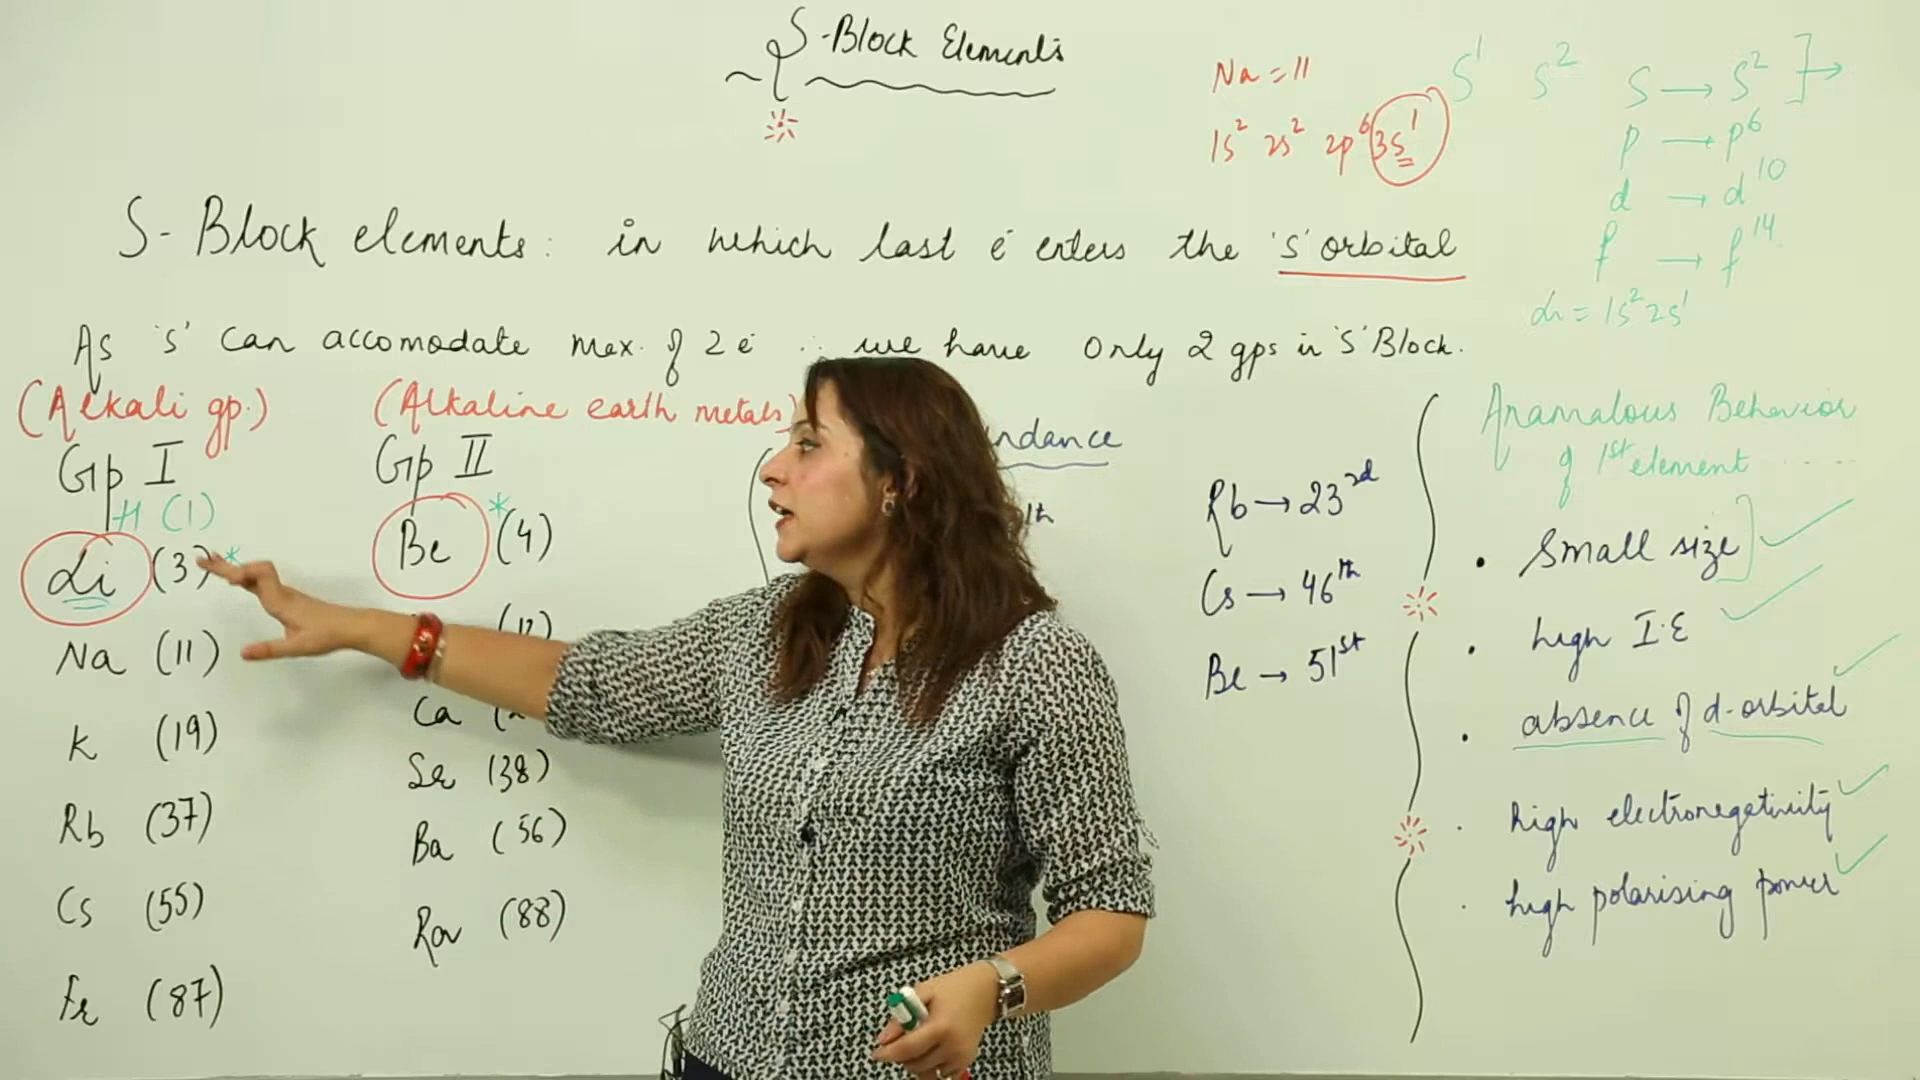 S-Block Elements
Na = 11
1s² 2s² 2p⁶ 3s¹
S¹ S² S → S² ] →
p → p⁶
d → d¹⁰
f → f¹⁴
Li = 1s² 2s¹
S-Block elements: in which last e⁻ enters the 's' orbital
As 's' can accomodate max. of 2 e⁻ ∴ we have only 2 gps in 'S' Block.
(Alkali gp.)
Gp I
H (1)
Li (3) *
Na (11)
K (19)
Rb (37)
Cs (55)
Fr (87)
(Alkaline earth metals)
Gp II
Be (4) *
(12)
Ca (2
Sr (38)
Ba (56)
Ra (88)
ndance
th
Rb → 23rd
Cs → 46th
Be → 51st
Anamalous Behavior
of 1st element ....
• Small size ] ✓
• high I.E ✓
• absence of d-orbital ✓
• high electronegativity ✓
• high polarising power ✓